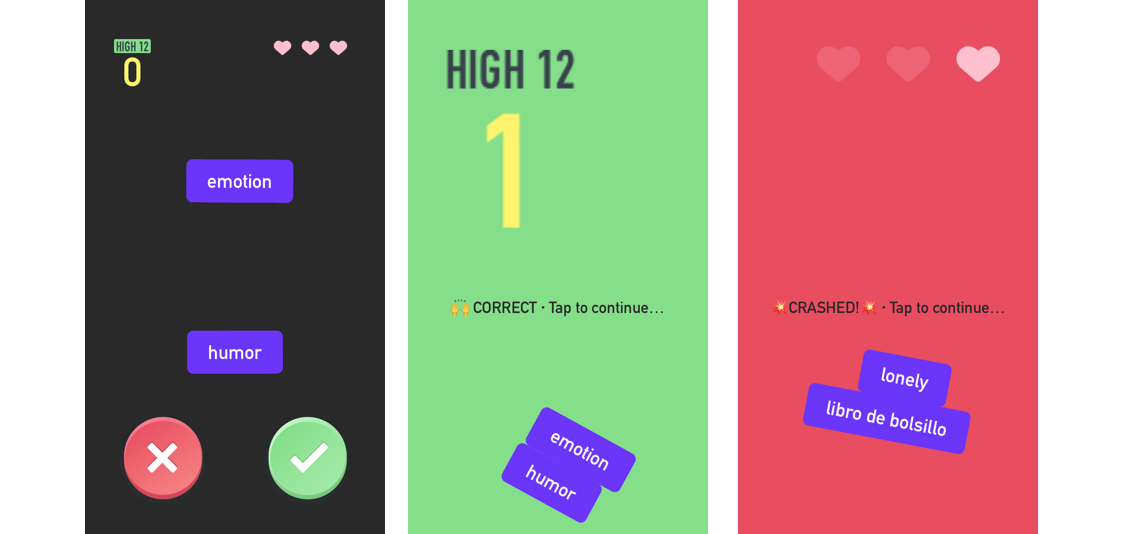 HIGH 12
0
emotion
humor
HIGH 12
1
🙌 CORRECT · Tap to continue…
emotion
humor
💥CRASHED!💥 · Tap to continue…
lonely
libro de bolsillo